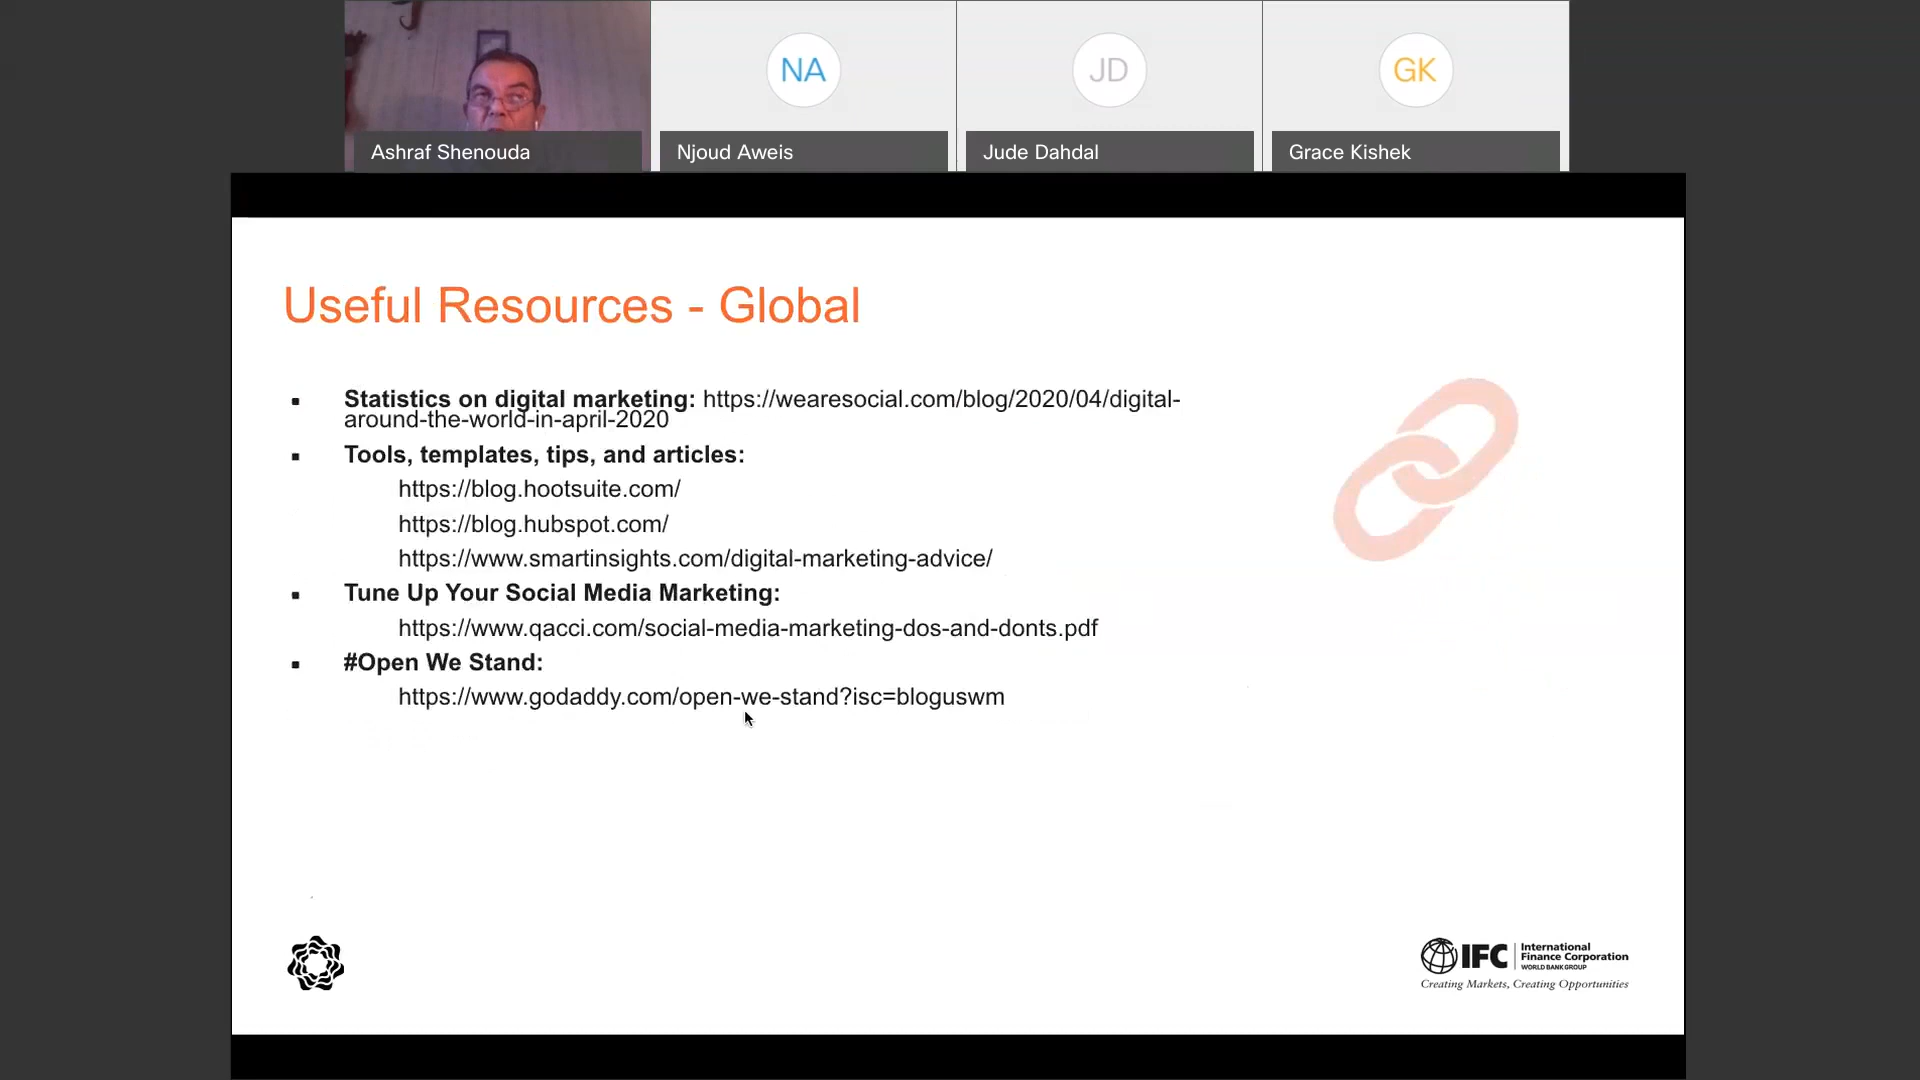 NA
JD
GK
Ashraf Shenouda
Njoud Aweis
Jude Dahdal
Grace Kishek
Useful Resources - Global
▪ Statistics on digital marketing: https://wearesocial.com/blog/2020/04/digital-
around-the-world-in-april-2020
▪ Tools, templates, tips, and articles:
https://blog.hootsuite.com/
https://blog.hubspot.com/
https://www.smartinsights.com/digital-marketing-advice/
▪ Tune Up Your Social Media Marketing:
https://www.qacci.com/social-media-marketing-dos-and-donts.pdf
▪ #Open We Stand:
https://www.godaddy.com/open-we-stand?isc=bloguswm
IFC
International
Finance Corporation
WORLD BANK GROUP
Creating Markets, Creating Opportunities